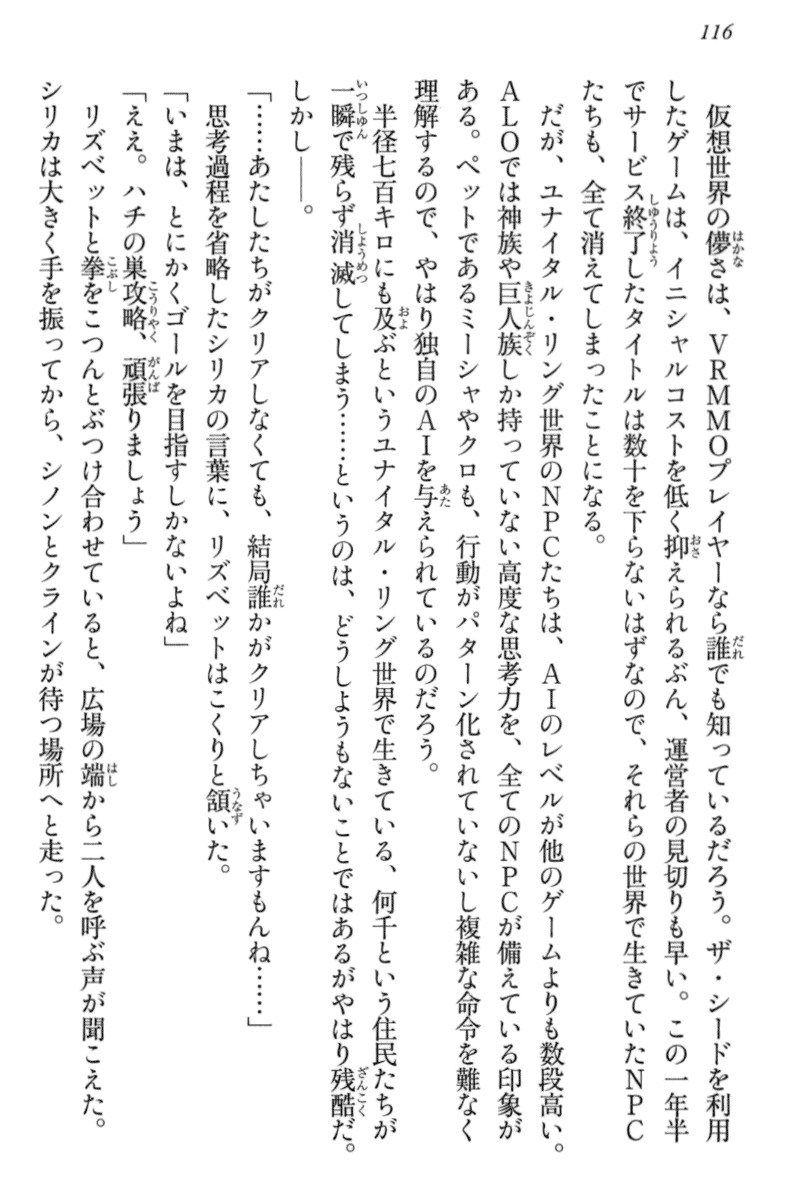 116
仮想世界の儚さは、VRMMOプレイヤーなら誰でも知っているだろう。ザ・シードを利用
したゲームは、イニシャルコストを低く抑えられるぶん、運営者の見切りも早い。この一年半
でサービス終了したタイトルは数十を下らないはずなので、それらの世界で生きていたNPC
たちも、全て消えてしまったことになる。
だが、ユナイタル・リング世界のNPCたちは、AIのレベルが他のゲームよりも数段高い。
ALOでは神族や巨人族しか持っていない高度な思考力を、全てのNPCが備えている印象が
ある。ペットであるミーシャやクロも、行動がパターン化されていないし複雑な命令を難なく
理解するので、やはり独自のAIを与えられているのだろう。
半径七百キロにも及ぶというユナイタル・リング世界で生きている、何千という住民たちが
一瞬で残らず消滅してしまう……というのは、どうしようもないことではあるがやはり残酷だ。
しかし――。
「……あたしたちがクリアしなくても、結局誰かがクリアしちゃいますもんね……」
思考過程を省略したシリカの言葉に、リズベットはこくりと頷いた。
「いまは、とにかくゴールを目指すしかないよね」
「ええ。ハチの巣攻略、頑張りましょう」
リズベットと拳をこつんとぶつけ合わせていると、広場の端から二人を呼ぶ声が聞こえた。
シリカは大きく手を振ってから、シノンとクラインが待つ場所へと走った。